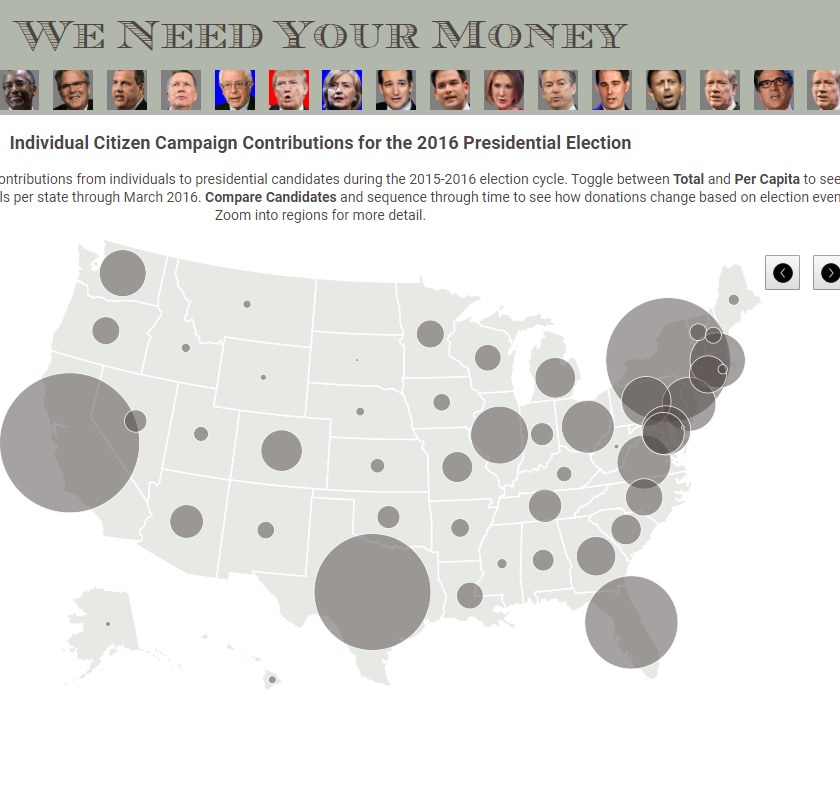 We Need Your Money
Individual Citizen Campaign Contributions for the 2016 Presidential Election
ontributions from individuals to presidential candidates during the 2015-2016 election cycle. Toggle between Total and Per Capita to see
ls per state through March 2016. Compare Candidates and sequence through time to see how donations change based on election even
Zoom into regions for more detail.